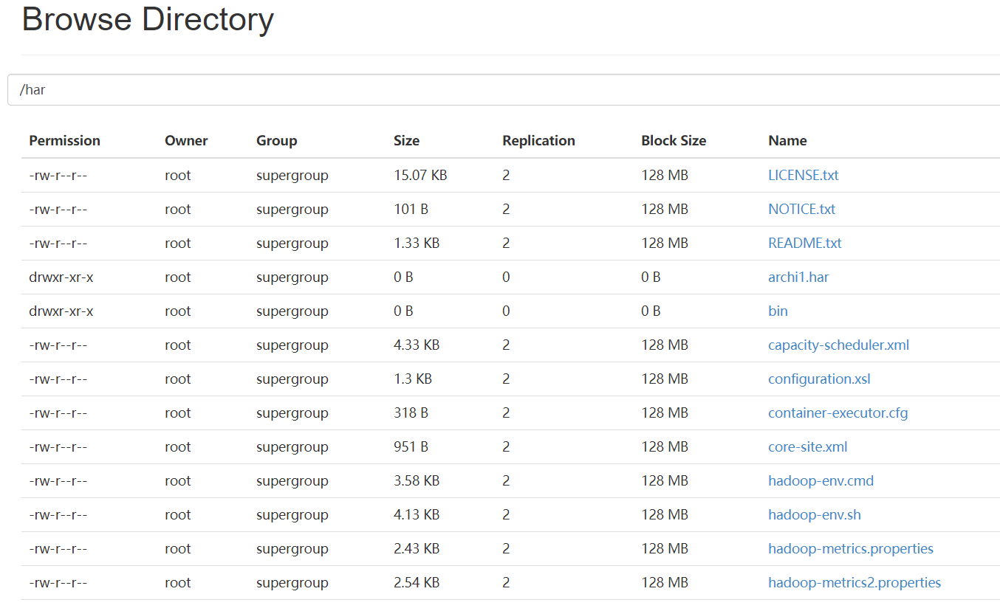 Browse Directory
/har
Permission Owner Group Size Replication Block Size Name
-rw-r--r-- root supergroup 15.07 KB 2 128 MB LICENSE.txt
-rw-r--r-- root supergroup 101 B 2 128 MB NOTICE.txt
-rw-r--r-- root supergroup 1.33 KB 2 128 MB README.txt
drwxr-xr-x root supergroup 0 B 0 0 B archi1.har
drwxr-xr-x root supergroup 0 B 0 0 B bin
-rw-r--r-- root supergroup 4.33 KB 2 128 MB capacity-scheduler.xml
-rw-r--r-- root supergroup 1.3 KB 2 128 MB configuration.xsl
-rw-r--r-- root supergroup 318 B 2 128 MB container-executor.cfg
-rw-r--r-- root supergroup 951 B 2 128 MB core-site.xml
-rw-r--r-- root supergroup 3.58 KB 2 128 MB hadoop-env.cmd
-rw-r--r-- root supergroup 4.13 KB 2 128 MB hadoop-env.sh
-rw-r--r-- root supergroup 2.43 KB 2 128 MB hadoop-metrics.properties
-rw-r--r-- root supergroup 2.54 KB 2 128 MB hadoop-metrics2.properties